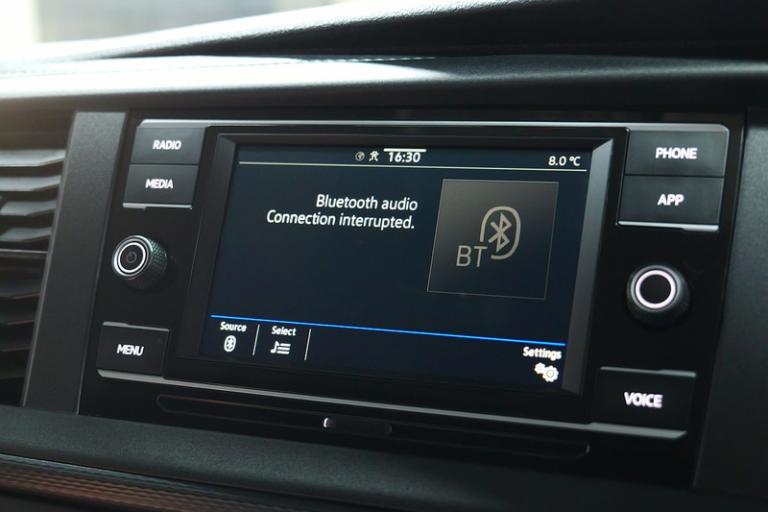 RADIO
MEDIA
MENU
16:30
8.0 °C
Bluetooth audio
Connection interrupted.
BT
Source
Select
Settings
PHONE
APP
VOICE